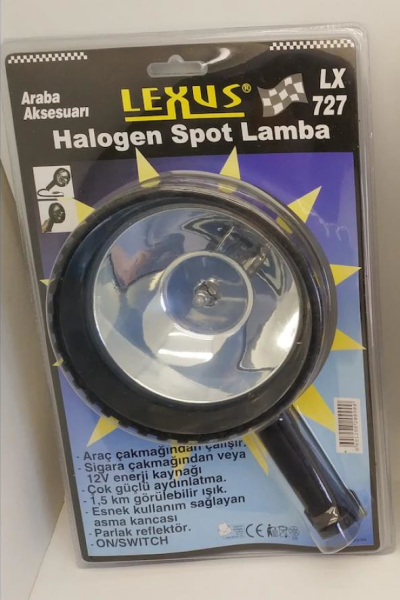 Araba
Aksesuarı
LEXUS®
LX
727
Halogen Spot Lamba
- Araç çakmağından çalışır.
- Sigara çakmağından veya
12V enerji kaynağı
- Çok güçlü aydınlatma.
- 1,5 km görülebilir ışık.
- Esnek kullanım sağlayan
asma kancası
- Parlak reflektör.
- ON/SWITCH
CE